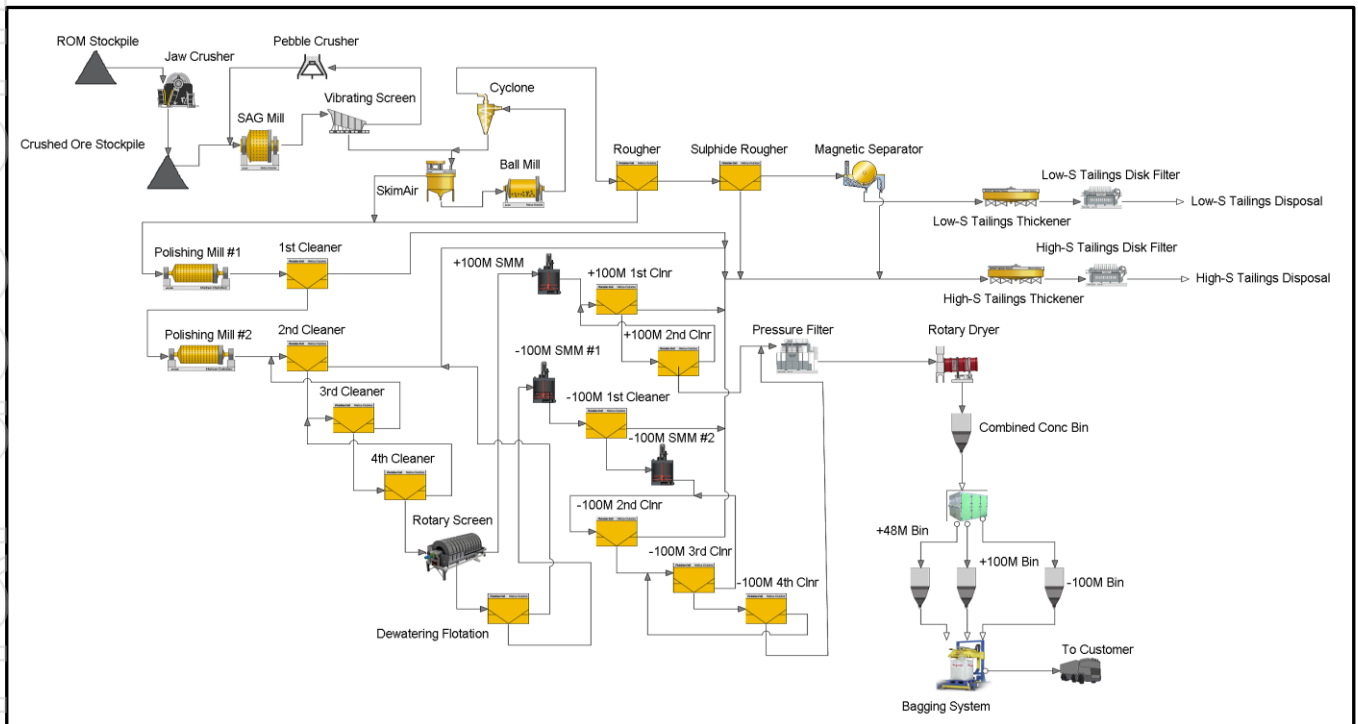 ROM Stockpile
Jaw Crusher
Pebble Crusher
Vibrating Screen
SAG Mill
Crushed Ore Stockpile
Cyclone
SkimAir
Ball Mill
Rougher
Sulphide Rougher
Magnetic Separator
Low-S Tailings Disk Filter
Low-S Tailings Disposal
Low-S Tailings Thickener
High-S Tailings Disk Filter
High-S Tailings Disposal
High-S Tailings Thickener
Polishing Mill #1
1st Cleaner
+100M SMM
+100M 1st Clnr
+100M 2nd Clnr
Polishing Mill #2
2nd Cleaner
-100M SMM #1
Pressure Filter
Rotary Dryer
3rd Cleaner
-100M 1st Cleaner
-100M SMM #2
Combined Conc Bin
4th Cleaner
-100M 2nd Clnr
Rotary Screen
-100M 3rd Clnr
-100M 4th Clnr
+48M Bin
+100M Bin
-100M Bin
Dewatering Flotation
To Customer
Bagging System